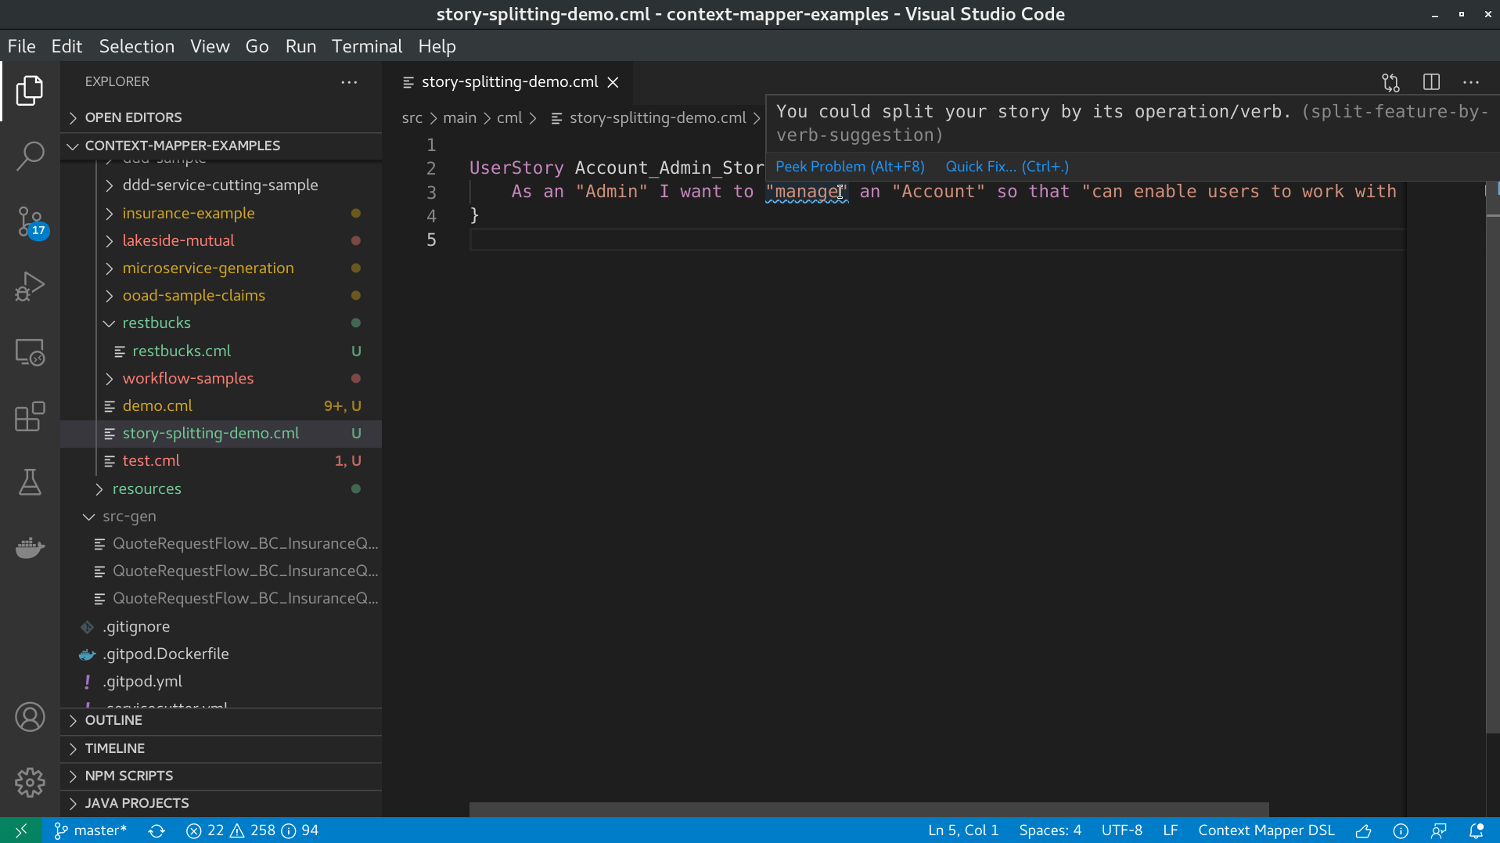 story-splitting-demo.cml - context-mapper-examples - Visual Studio Code
File Edit Selection View Go Run Terminal Help
EXPLORER
OPEN EDITORS
CONTEXT-MAPPER-EXAMPLES
ddd-sample
ddd-service-cutting-sample
insurance-example
17
lakeside-mutual
microservice-generation
ooad-sample-claims
restbucks
restbucks.cml U
workflow-samples
demo.cml 9+, U
story-splitting-demo.cml U
test.cml 1, U
resources
src-gen
QuoteRequestFlow_BC_InsuranceQ...
QuoteRequestFlow_BC_InsuranceQ...
QuoteRequestFlow_BC_InsuranceQ...
.gitignore
.gitpod.Dockerfile
.gitpod.yml
.servicecutter.yml
OUTLINE
TIMELINE
NPM SCRIPTS
JAVA PROJECTS
story-splitting-demo.cml
src > main > cml > story-splitting-demo.cml >
You could split your story by its operation/verb. (split-feature-by-
verb-suggestion)
Peek Problem (Alt+F8) Quick Fix... (Ctrl+.)
1
2 UserStory Account_Admin_Stor
3 As an "Admin" I want to "manage" an "Account" so that "can enable users to work with
4 }
5
master* 22 258 94 Ln 5, Col 1 Spaces: 4 UTF-8 LF Context Mapper DSL